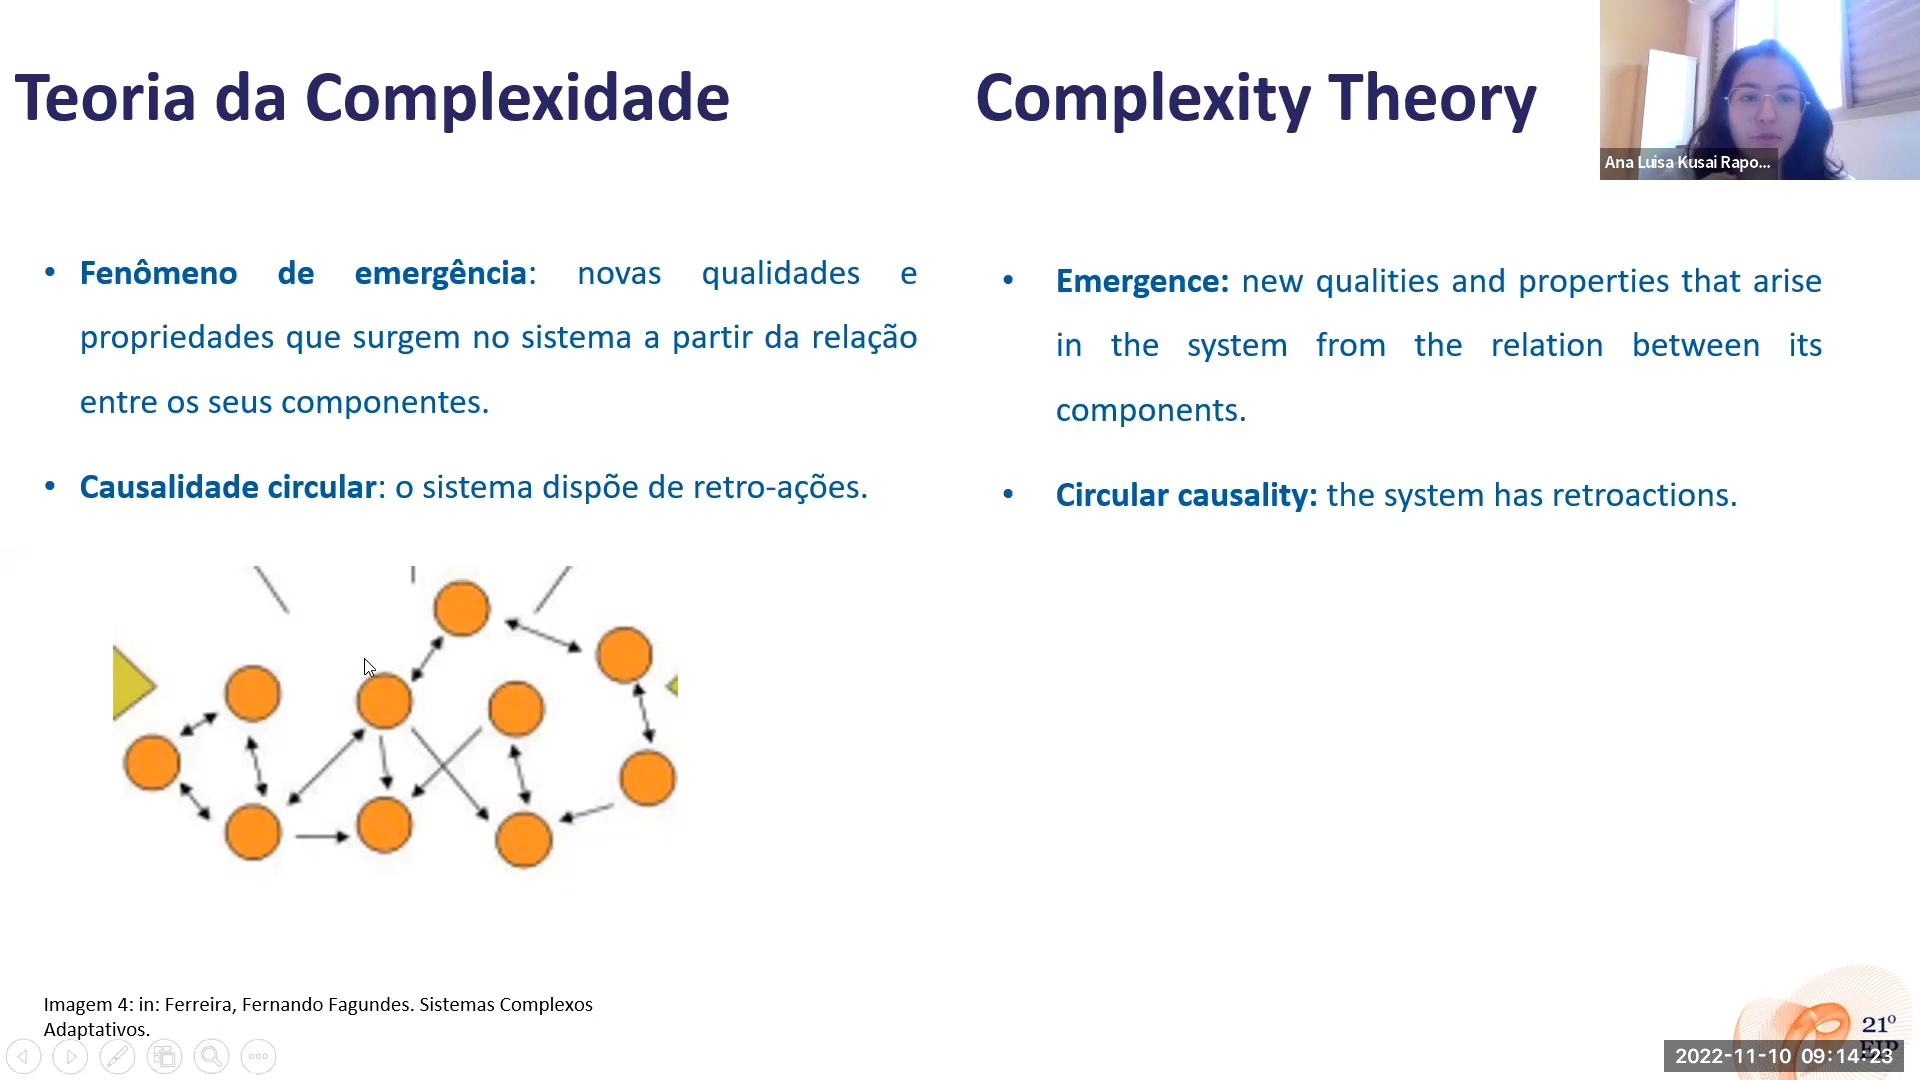 Teoria da Complexidade
Complexity Theory
Ana Luisa Kusai Rapo...
• Fenômeno de emergência: novas qualidades e
propriedades que surgem no sistema a partir da relação
entre os seus componentes.
• Causalidade circular: o sistema dispõe de retro-ações.
• Emergence: new qualities and properties that arise
in the system from the relation between its
components.
• Circular causality: the system has retroactions.
Imagem 4: in: Ferreira, Fernando Fagundes. Sistemas Complexos
Adaptativos.
21º
2022-11-10 09:14:23